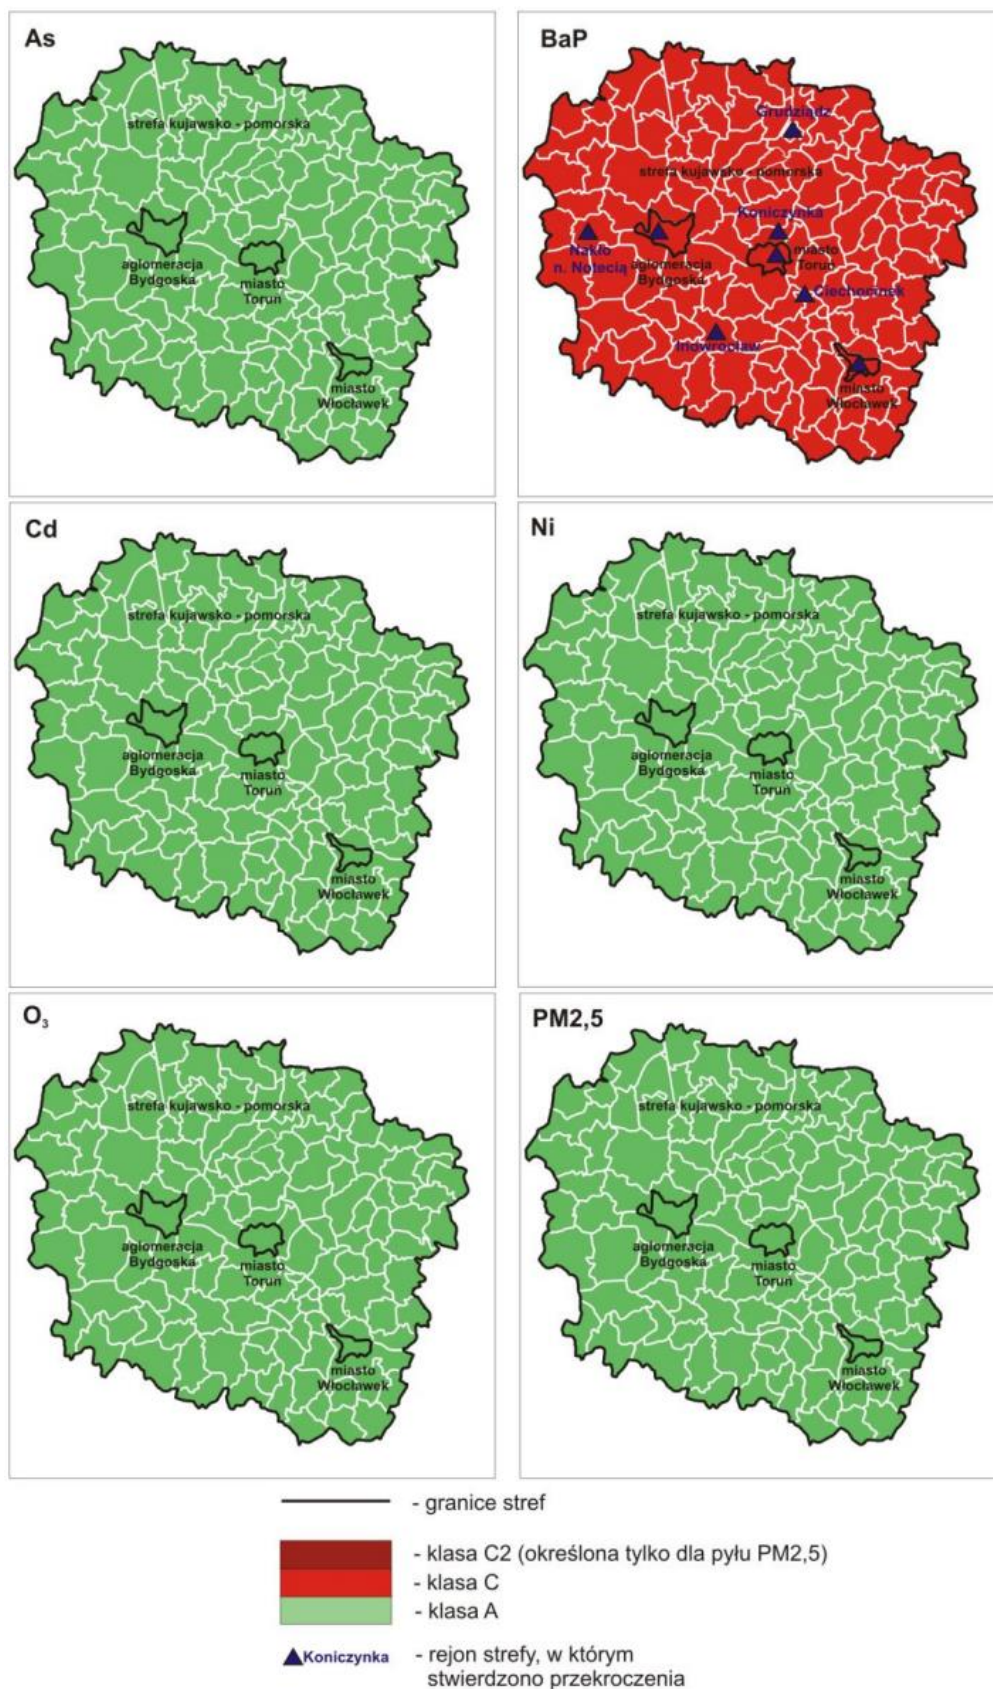 As
strefa kujawsko - pomorska
aglomeracja
Bydgoska
miasto
Toruń
miasto
Włocławek
BaP
Grudziądz
strefa kujawsko - pomorska
Koniczynka
Nakło
n. Notecią
aglomeracja
Bydgoska
miasto
Toruń
Ciechocinek
Inowrocław
miasto
Włocławek
Cd
strefa kujawsko - pomorska
aglomeracja
Bydgoska
miasto
Toruń
miasto
Włocławek
Ni
strefa kujawsko - pomorska
aglomeracja
Bydgoska
miasto
Toruń
miasto
Włocławek
O₃
strefa kujawsko - pomorska
aglomeracja
Bydgoska
miasto
Toruń
miasto
Włocławek
PM2,5
strefa kujawsko - pomorska
aglomeracja
Bydgoska
miasto
Toruń
miasto
Włocławek
- granice stref
- klasa C2 (określona tylko dla pyłu PM2,5)
- klasa C
- klasa A
Koniczynka - rejon strefy, w którym
stwierdzono przekroczenia